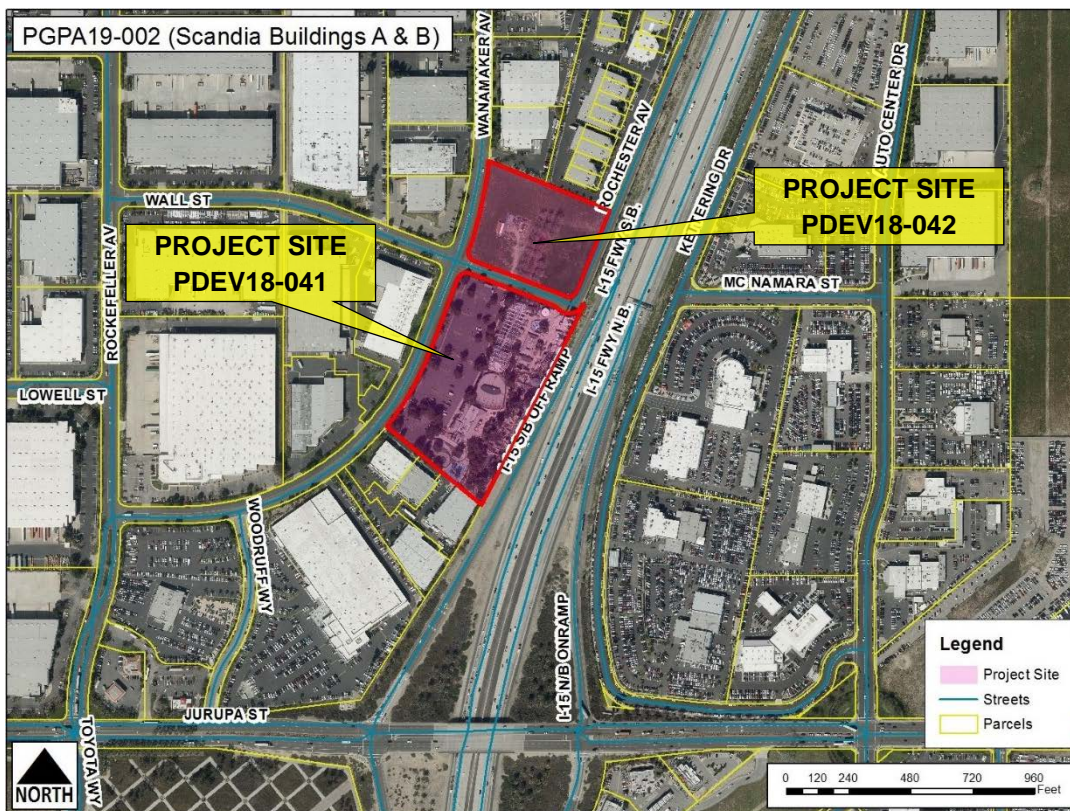 PGPA19-002 (Scandia Buildings A & B)
WANAMAKER AV
AUTO CENTER DR
ROCHESTER AV
KETTERING DR
PROJECT SITE
PDEV18-042
WALL ST
PROJECT SITE
PDEV18-041
ROCKEFELLER AV
I-15 FWY S.B.
MC NAMARA ST
I-15 FWY N.B.
LOWELL ST
I-15 S/B OFF RAMP
WOODRUFF WY
I-15 N/B ONRAMP
JURUPA ST
TOYOTA WY
Legend
Project Site
Streets
Parcels
NORTH
0 120 240 480 720 960
Feet